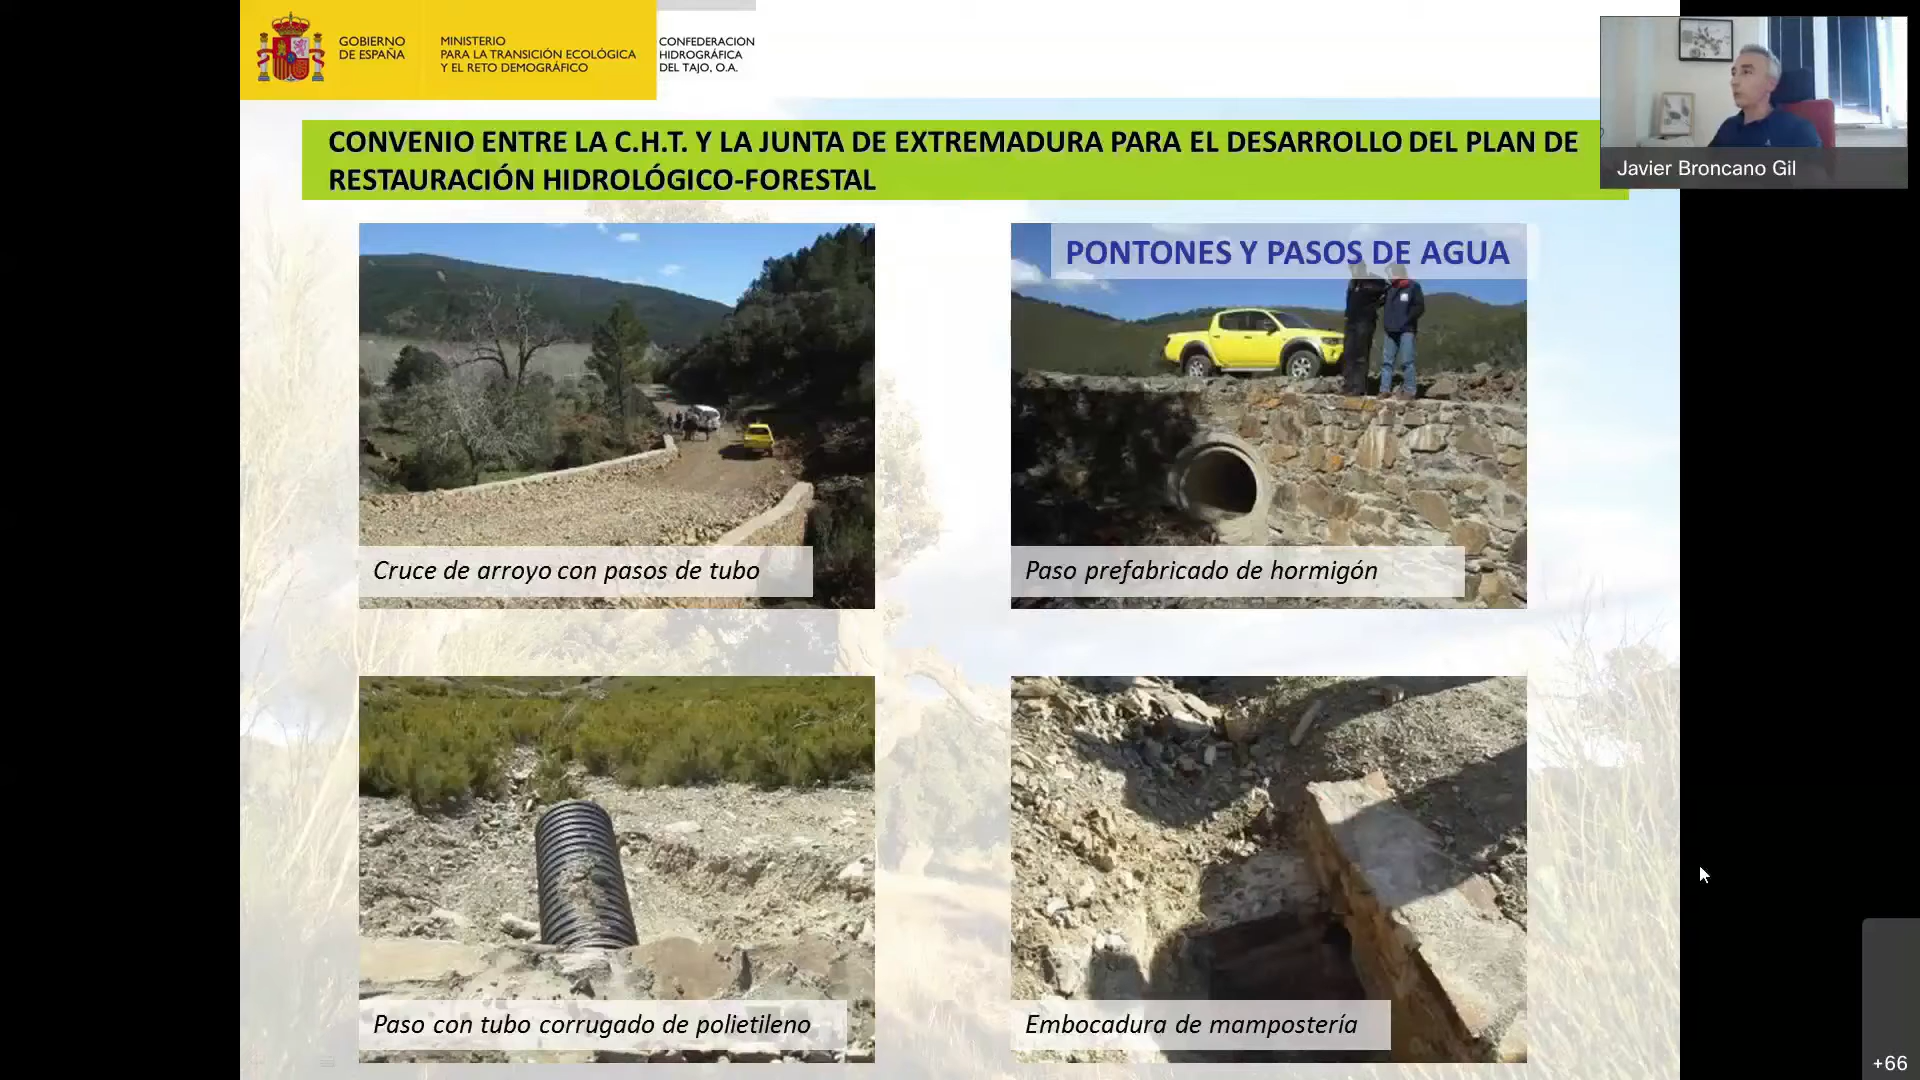 GOBIERNO
DE ESPAÑA
MINISTERIO
PARA LA TRANSICIÓN ECOLÓGICA
Y EL RETO DEMOGRÁFICO
CONFEDERACIÓN
HIDROGRÁFICA
DEL TAJO, O.A.
CONVENIO ENTRE LA C.H.T. Y LA JUNTA DE EXTREMADURA PARA EL DESARROLLO DEL PLAN DE
RESTAURACIÓN HIDROLÓGICO-FORESTAL
Javier Broncano Gil
PONTONES Y PASOS DE AGUA
Cruce de arroyo con pasos de tubo
Paso prefabricado de hormigón
Paso con tubo corrugado de polietileno
Embocadura de mampostería
+66